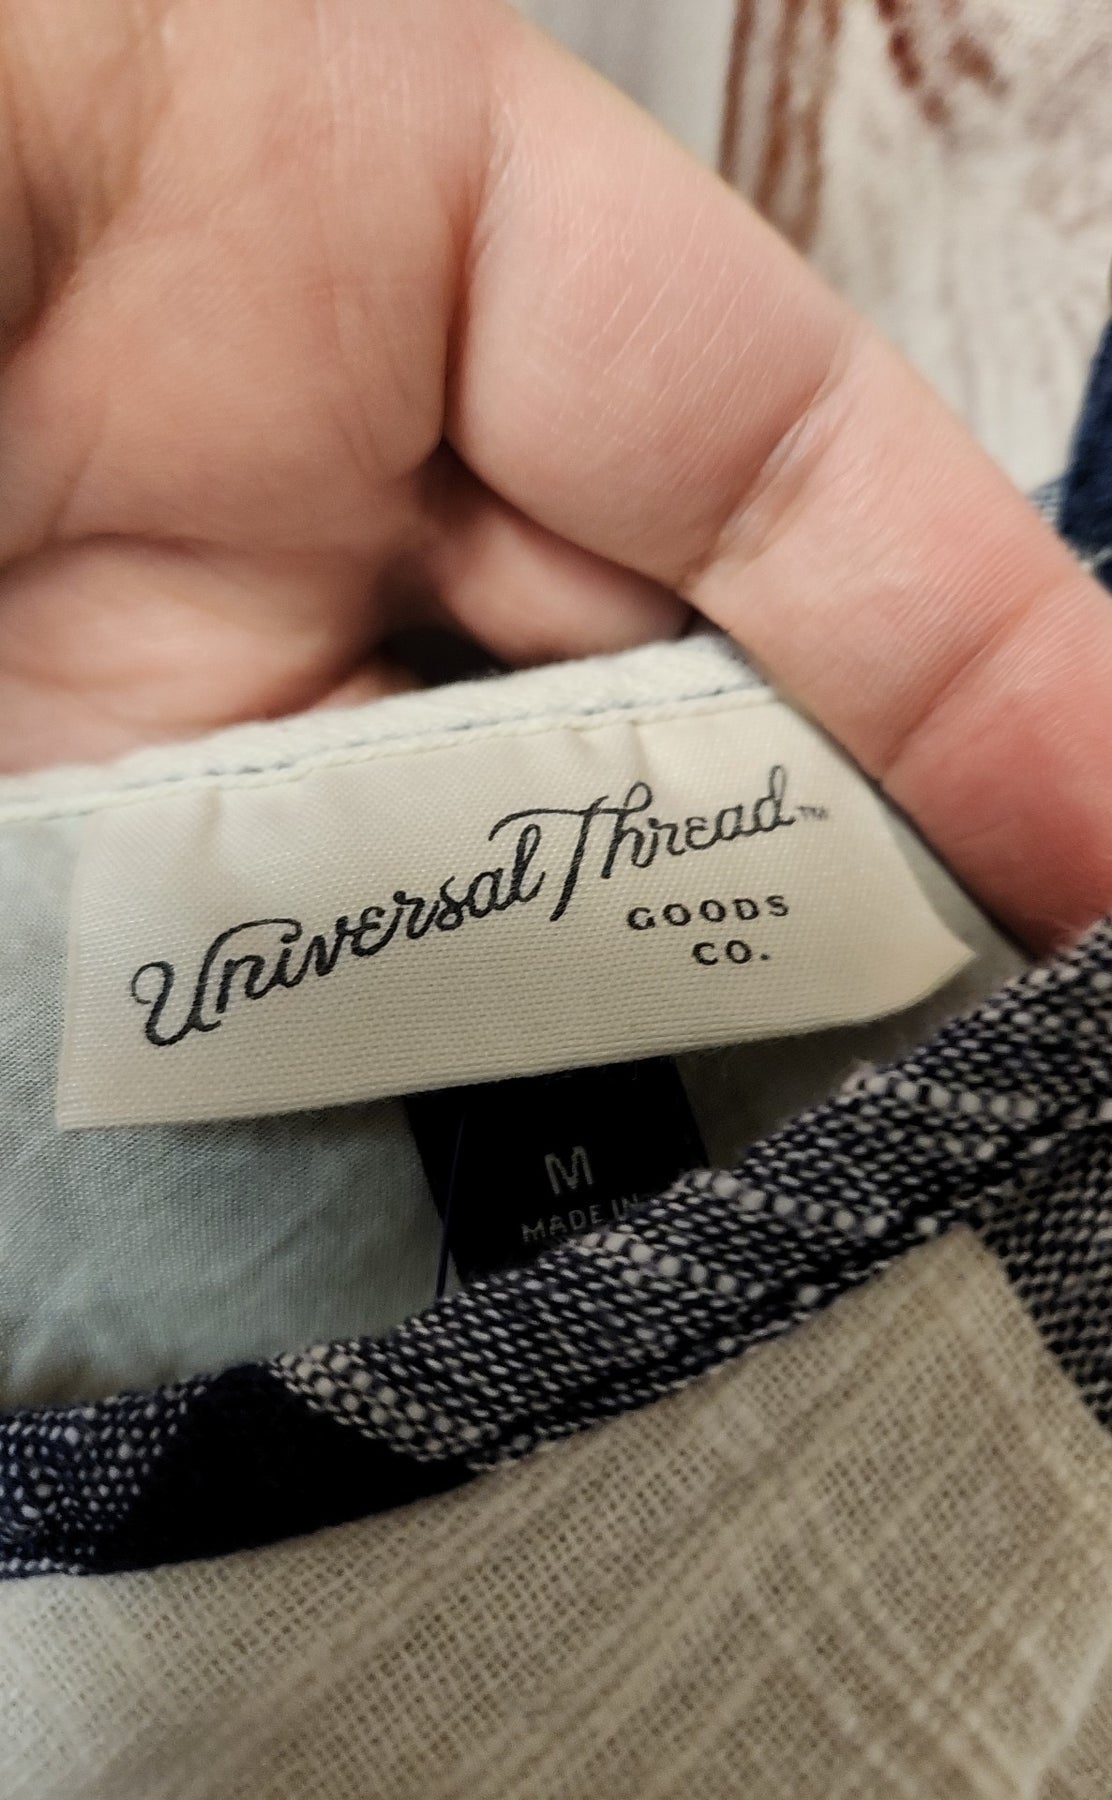 Universal Thread™
GOODS
CO.
M
MADE IN